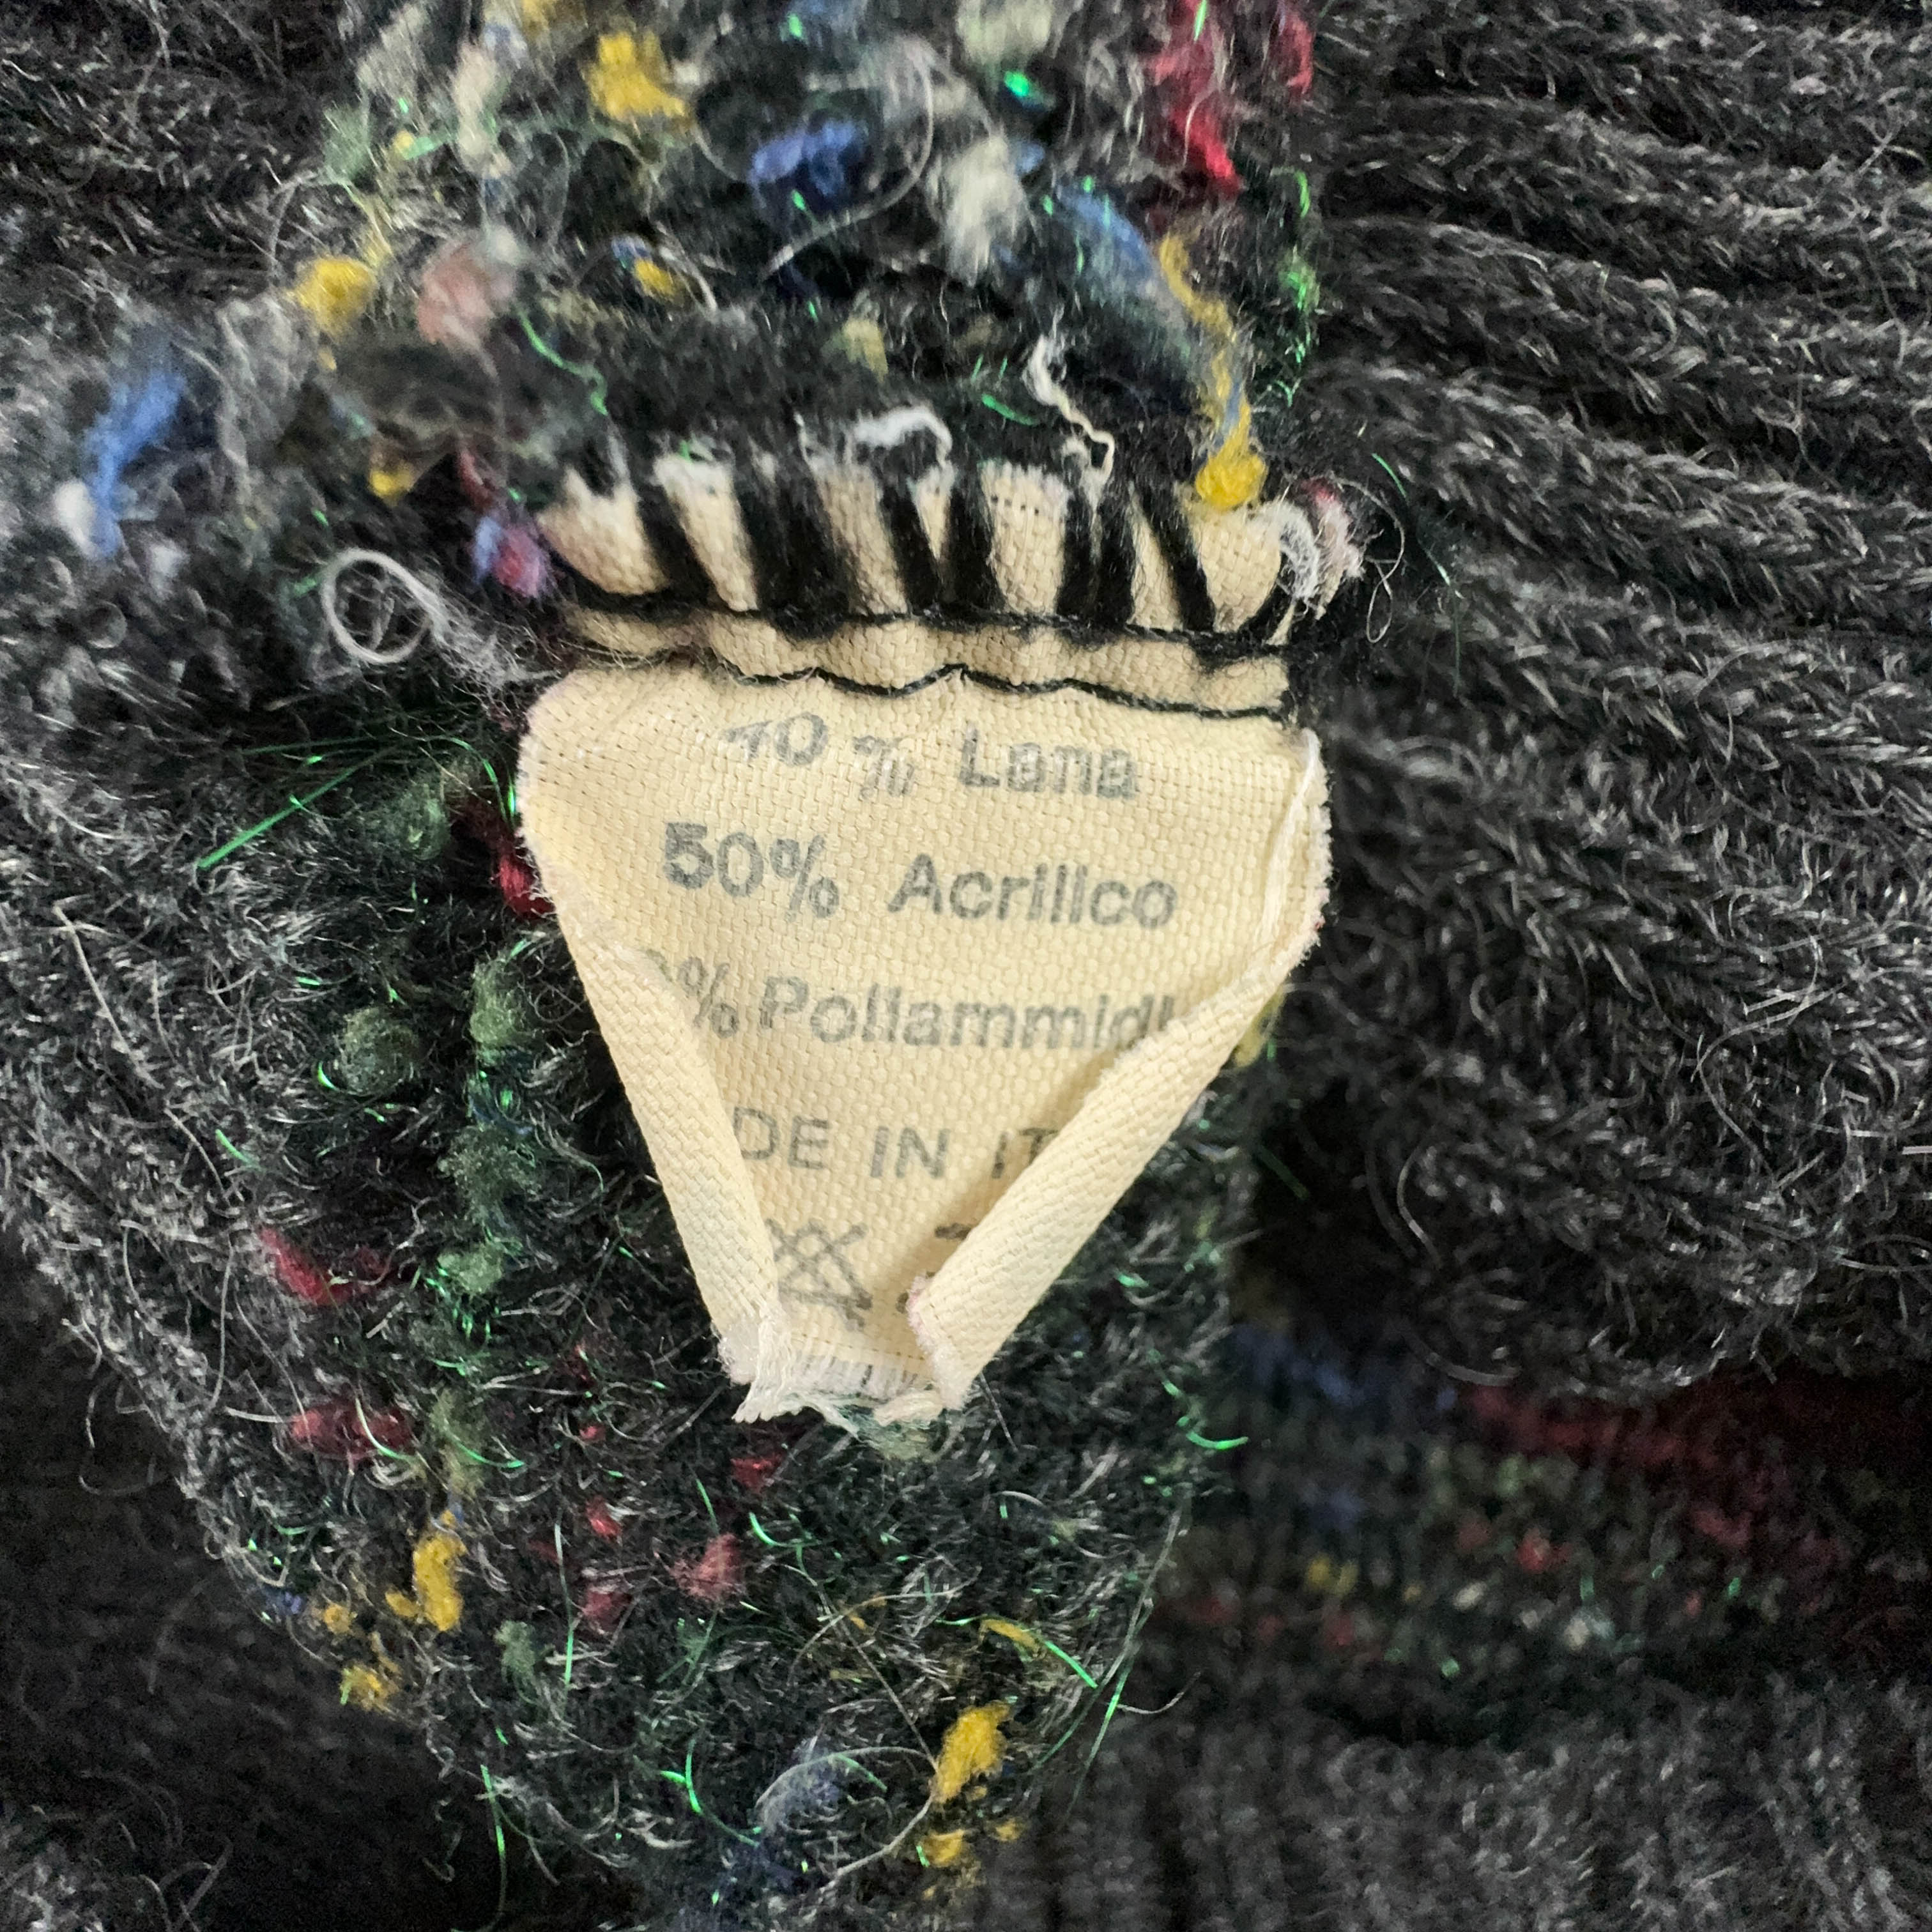 % Lana
50% Acrilico
% Poliammidi
DE IN IT